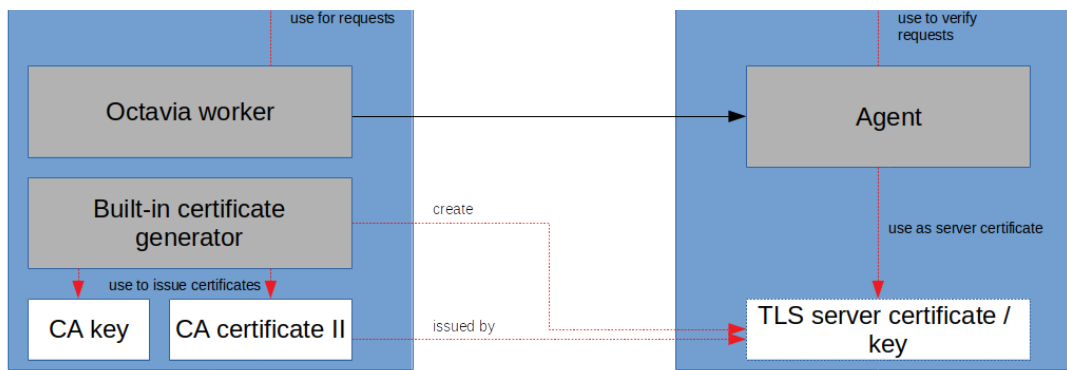 use for requests
use to verify
requests
Octavia worker
Agent
Built-in certificate
generator
create
use as server certificate
use to issue certificates
CA key
CA certificate II
issued by
TLS server certificate /
key